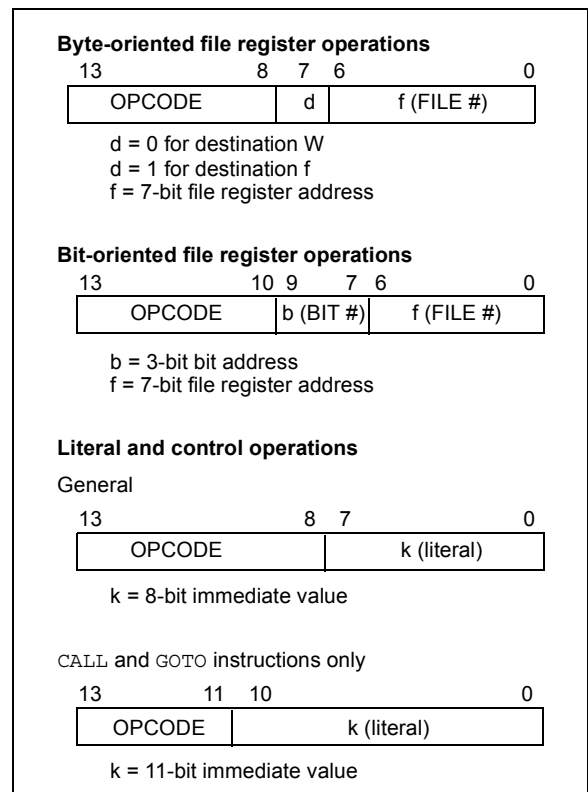 Byte-oriented file register operations
13 8 7 6 0
OPCODE d f (FILE #)
d = 0 for destination W
d = 1 for destination f
f = 7-bit file register address
Bit-oriented file register operations
13 10 9 7 6 0
OPCODE b (BIT #) f (FILE #)
b = 3-bit bit address
f = 7-bit file register address
Literal and control operations
General
13 8 7 0
OPCODE k (literal)
k = 8-bit immediate value
CALL and GOTO instructions only
13 11 10 0
OPCODE k (literal)
k = 11-bit immediate value